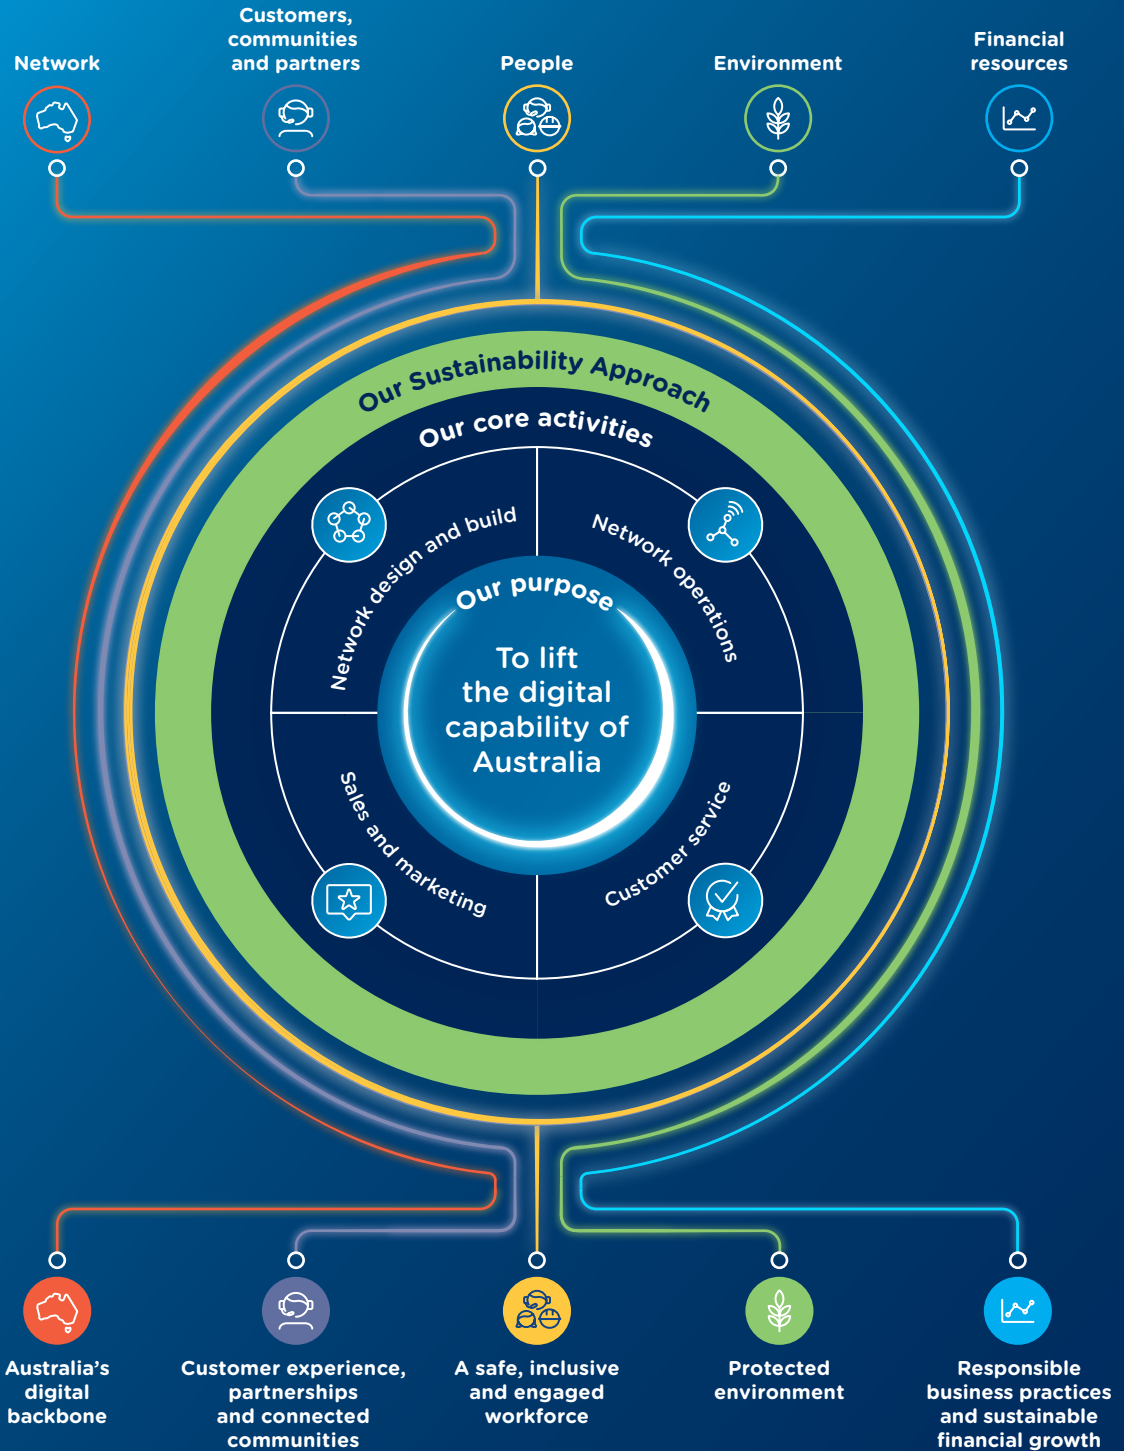 Network
Customers,
communities
and partners
People
Environment
Financial
resources
Our Sustainability Approach
Our core activities
Network design and build
Network operations
Our purpose
To lift
the digital
capability of
Australia
Sales and marketing
Customer service
Australia's
digital
backbone
Customer experience,
partnerships
and connected
communities
A safe, inclusive
and engaged
workforce
Protected
environment
Responsible
business practices
and sustainable
financial growth